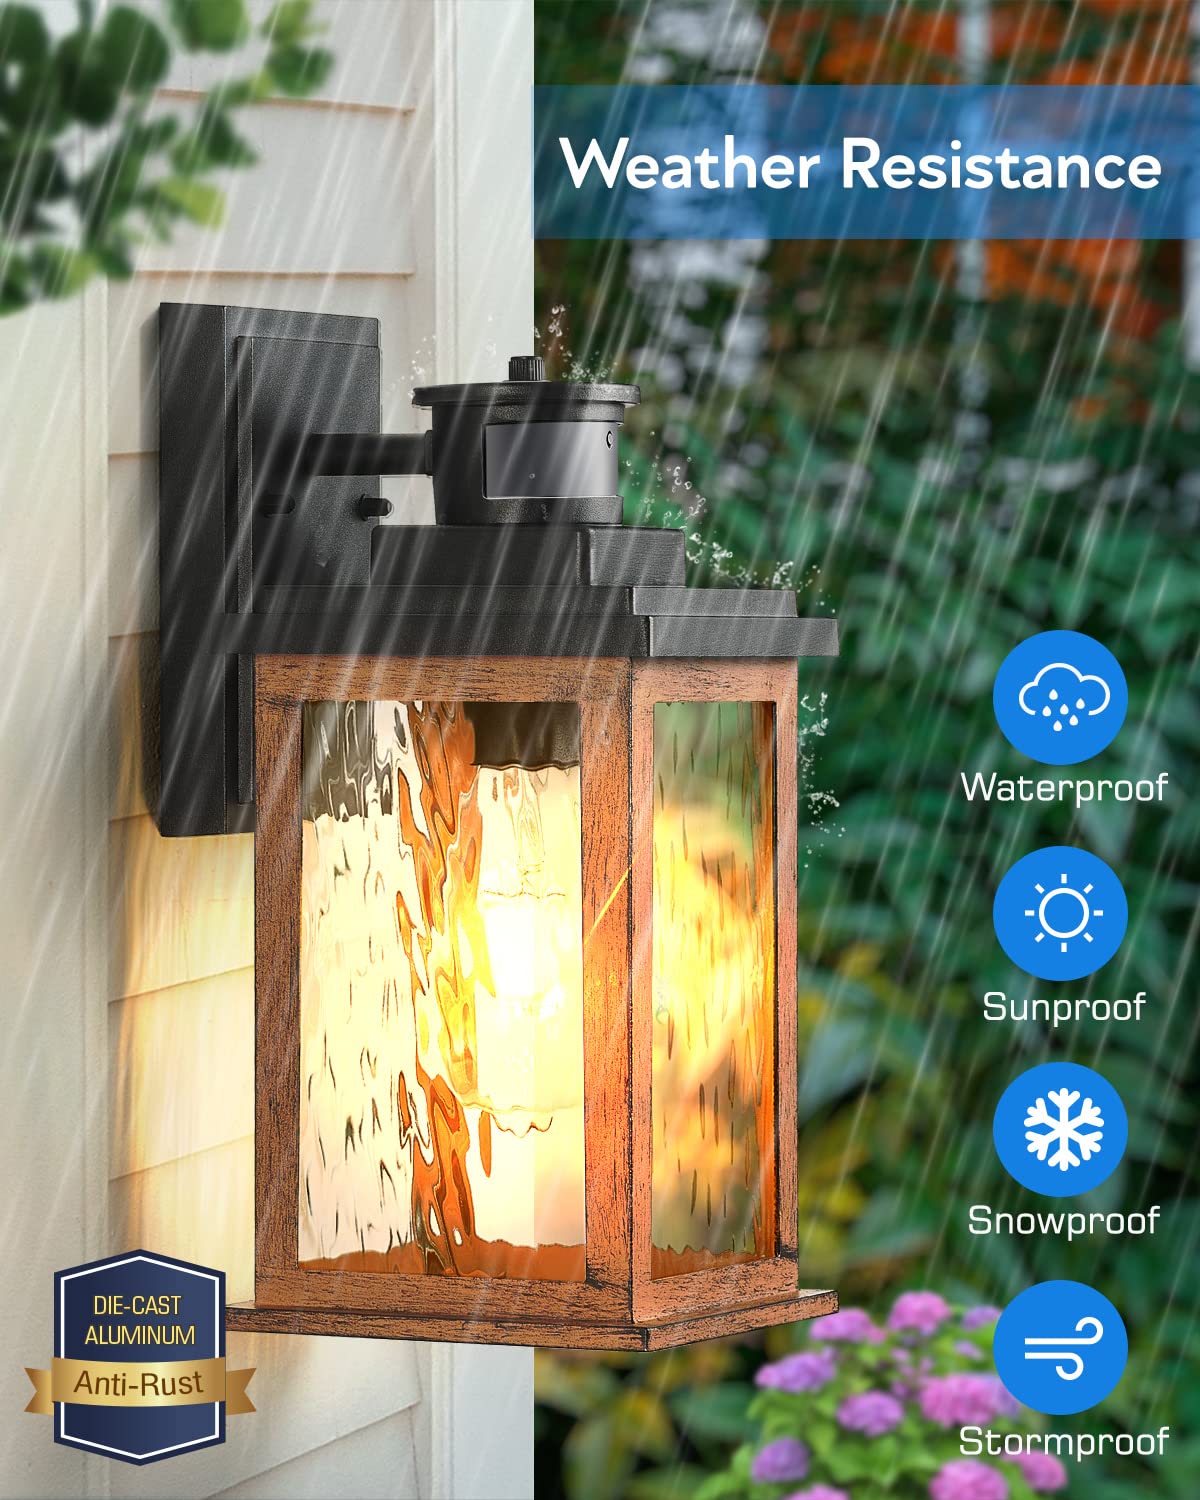 Weather Resistance
Waterproof
Sunproof
Snowproof
Stormproof
DIE-CAST
ALUMINUM
Anti-Rust